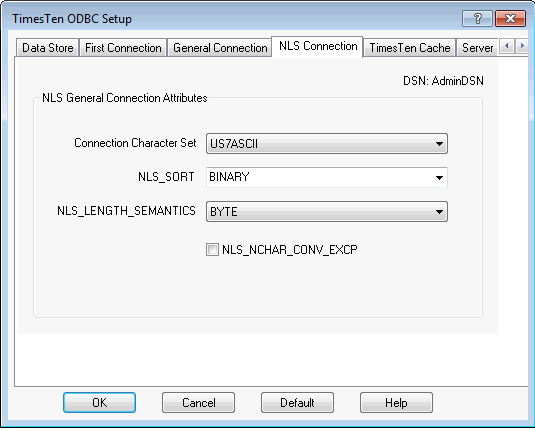 TimesTen ODBC Setup
Data Store First Connection General Connection NLS Connection TimesTen Cache Server
DSN: AdminDSN
NLS General Connection Attributes
Connection Character Set US7ASCII
NLS_SORT BINARY
NLS_LENGTH_SEMANTICS BYTE
NLS_NCHAR_CONV_EXCP
OK Cancel Default Help